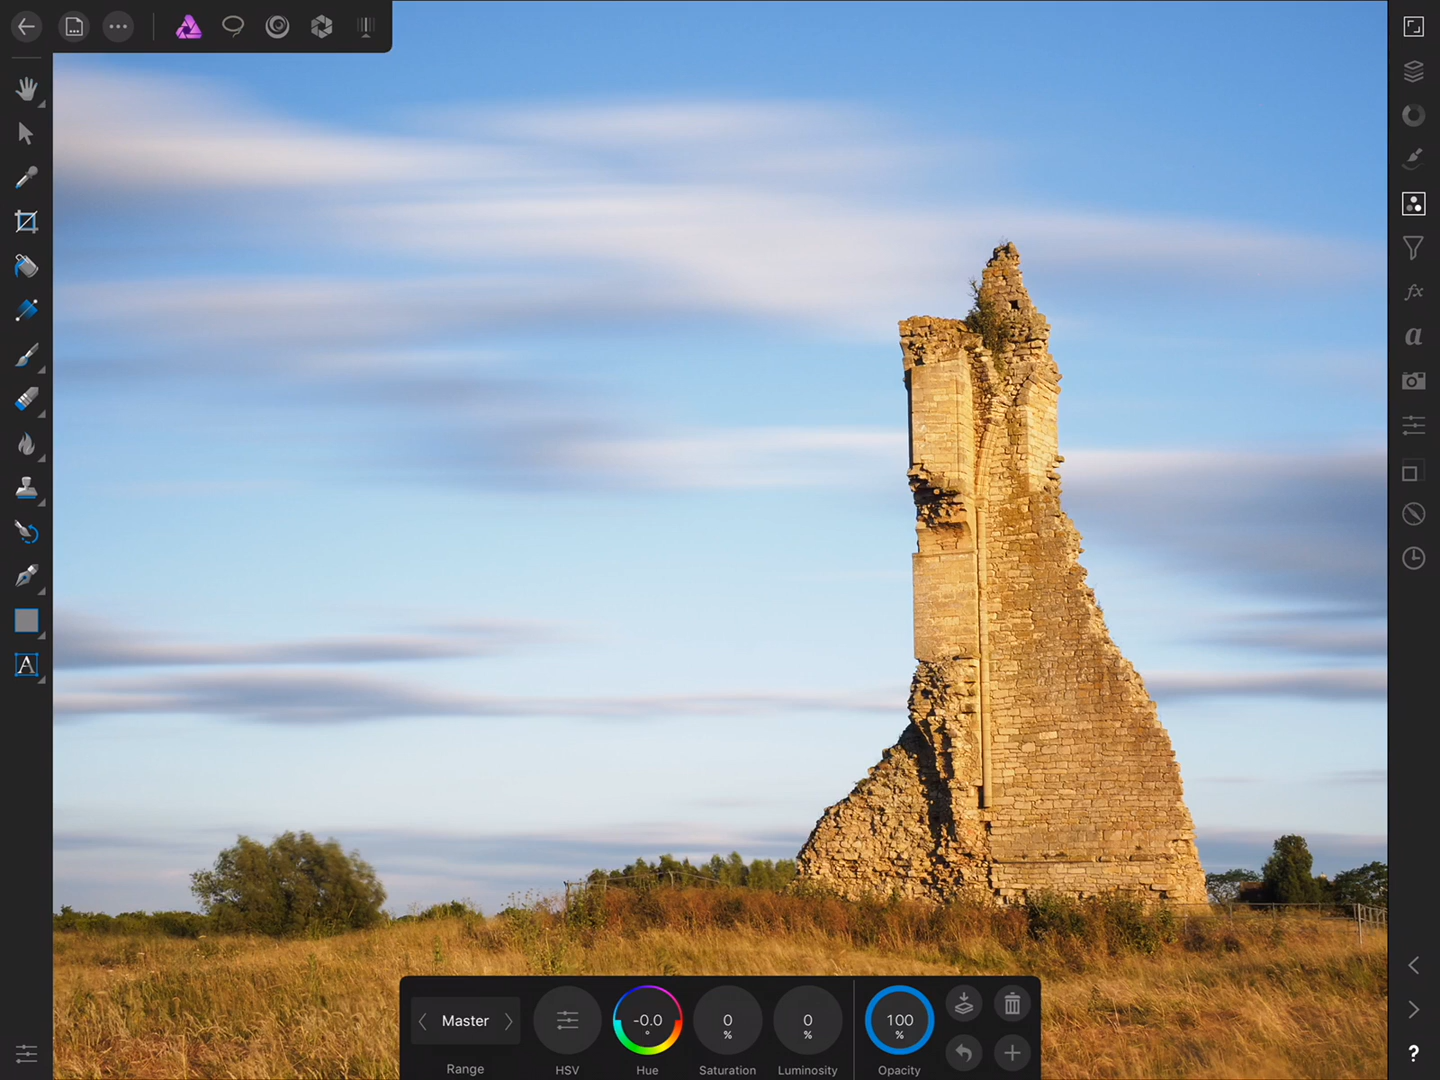 A
fx
a
Master
-0.0
°
0
%
0
%
100
%
Range
HSV
Hue
Saturation
Luminosity
Opacity
?